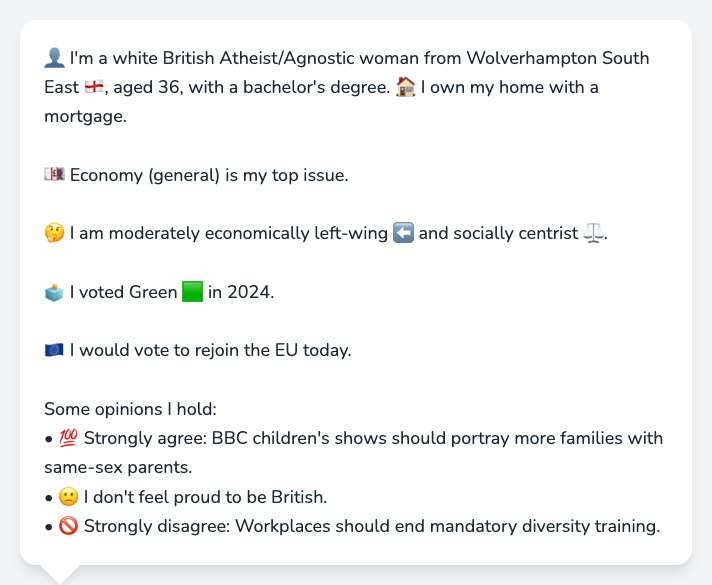 👤 I'm a white British Atheist/Agnostic woman from Wolverhampton South
East 🏴󠁧󠁢󠁥󠁮󠁧󠁿, aged 36, with a bachelor's degree. 🏠 I own my home with a
mortgage.
💷 Economy (general) is my top issue.
🤔 I am moderately economically left-wing ⬅️ and socially centrist ⚖️.
🗳️ I voted Green 🟩 in 2024.
🇪🇺 I would vote to rejoin the EU today.
Some opinions I hold:
• 💯 Strongly agree: BBC children's shows should portray more families with
same-sex parents.
• 🙁 I don't feel proud to be British.
• 🚫 Strongly disagree: Workplaces should end mandatory diversity training.